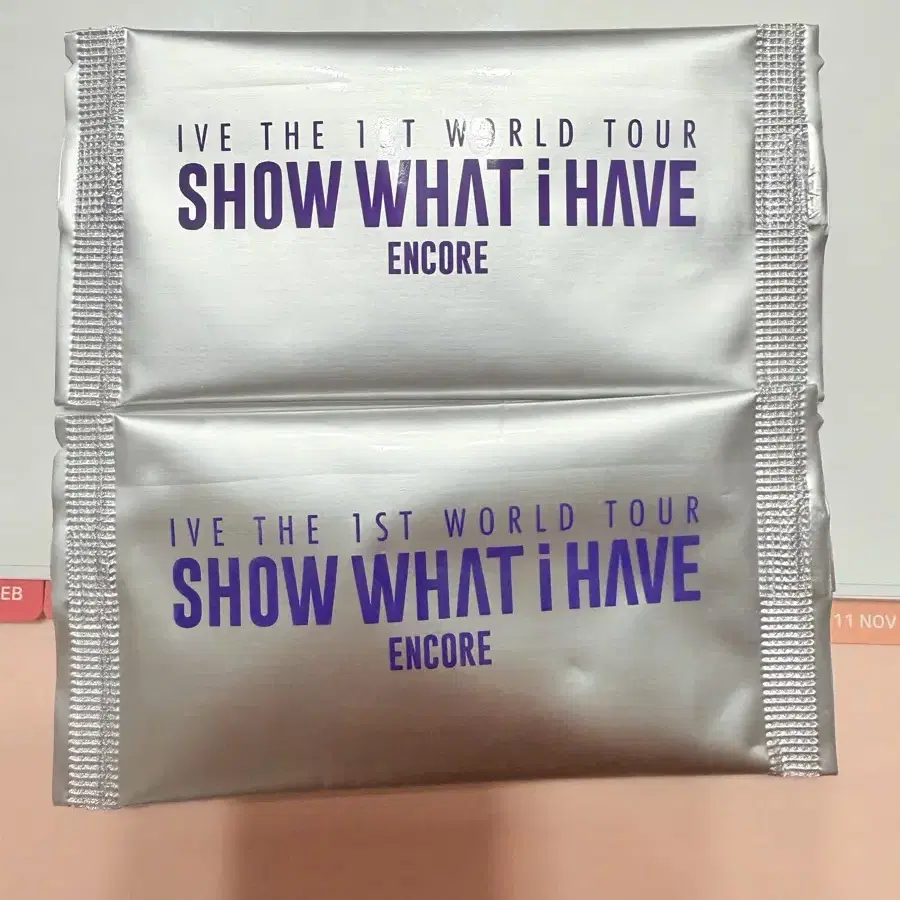 IVE THE 1ST WORLD TOUR
SHOW WHAT i HAVE
ENCORE
IVE THE 1ST WORLD TOUR
SHOW WHAT i HAVE
ENCORE
EB
11 NOV